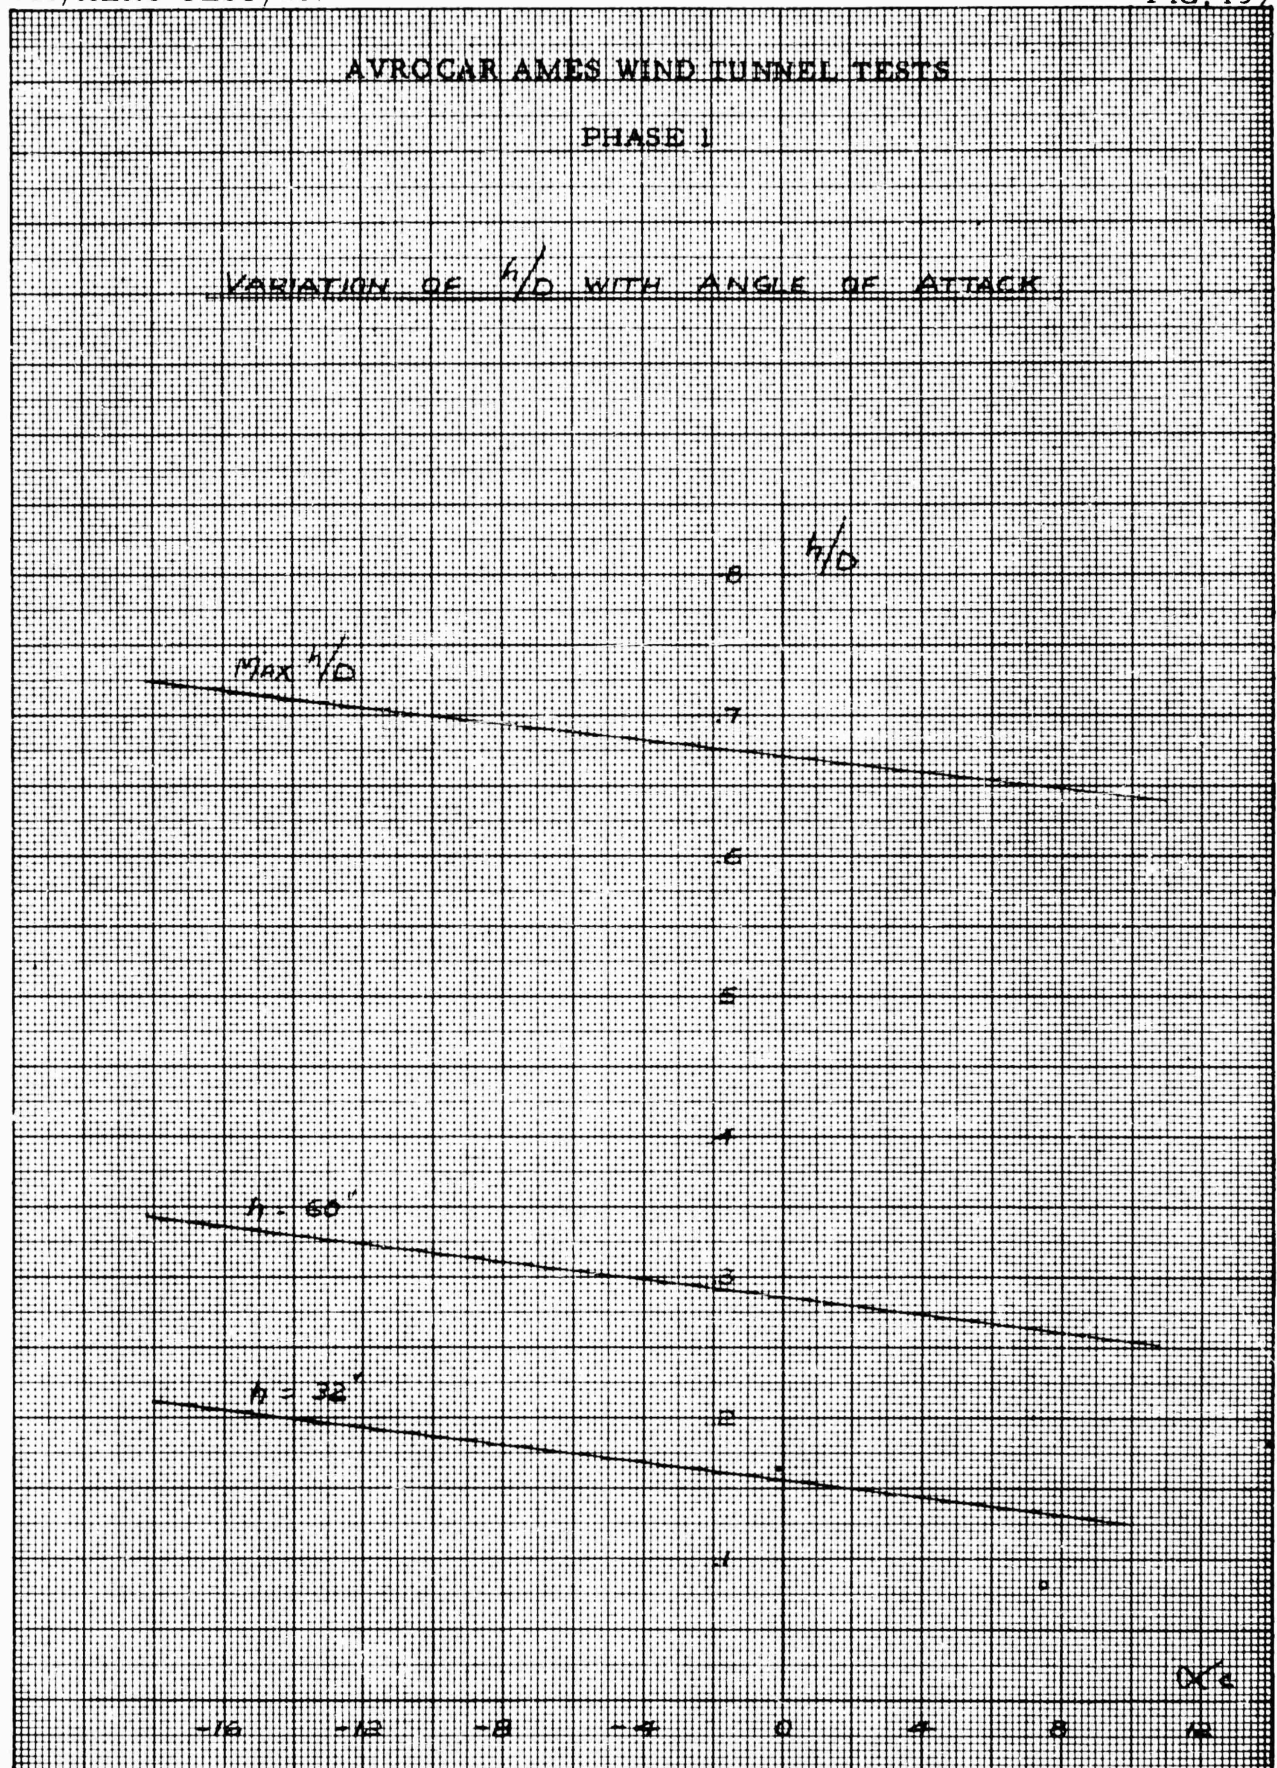 AVROCAR AMES WIND TUNNEL TESTS
PHASE 1
VARIATION OF h/D WITH ANGLE OF ATTACK
h/D
.8
MAX h/D
.7
.6
.5
.4
h = 60"
.3
h = 32"
.2
.1
-16 -12 -8 -4 0 4 8 12